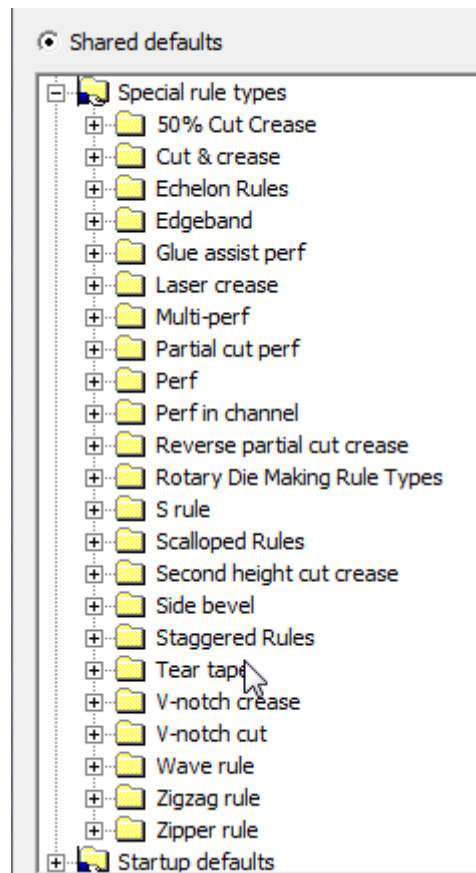 Shared defaults
Special rule types
50% Cut Crease
Cut & crease
Echelon Rules
Edgeband
Glue assist perf
Laser crease
Multi-perf
Partial cut perf
Perf
Perf in channel
Reverse partial cut crease
Rotary Die Making Rule Types
S rule
Scalloped Rules
Second height cut crease
Side bevel
Staggered Rules
Tear tape
V-notch crease
V-notch cut
Wave rule
Zigzag rule
Zipper rule
Startup defaults